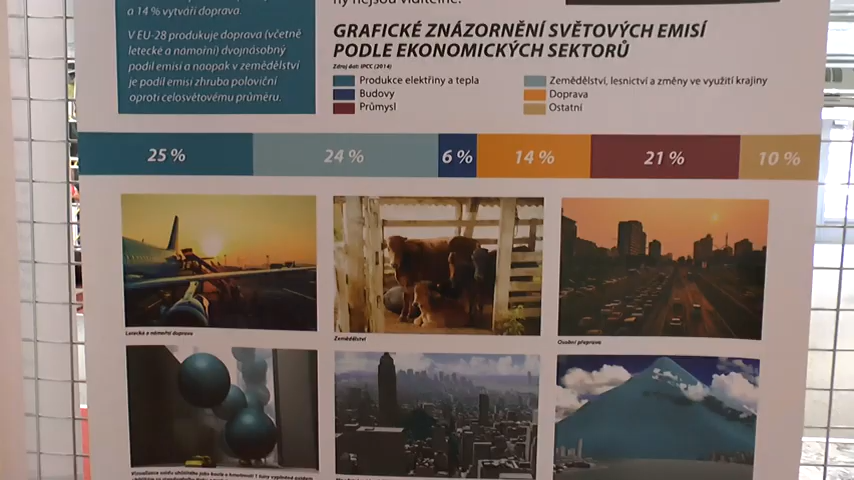 a 14 % vytváří doprava.
V EU-28 produkuje doprava (včetně
letecké a námořní) dvojnásobný
podíl emisí a naopak v zemědělství
je podíl emisí zhruba poloviční
oproti celosvětovému průměru.
ny nejsou viditelné.
GRAFICKÉ ZNÁZORNĚNÍ SVĚTOVÝCH EMISÍ
PODLE EKONOMICKÝCH SEKTORŮ
Zdroj dat: IPCC (2014)
Produkce elektřiny a tepla
Budovy
Průmysl
Zemědělství, lesnictví a změny ve využití krajiny
Doprava
Ostatní
25 % 24 % 6 % 14 % 21 % 10 %
Letecká a námořní doprava
Zemědělství
Osobní přeprava